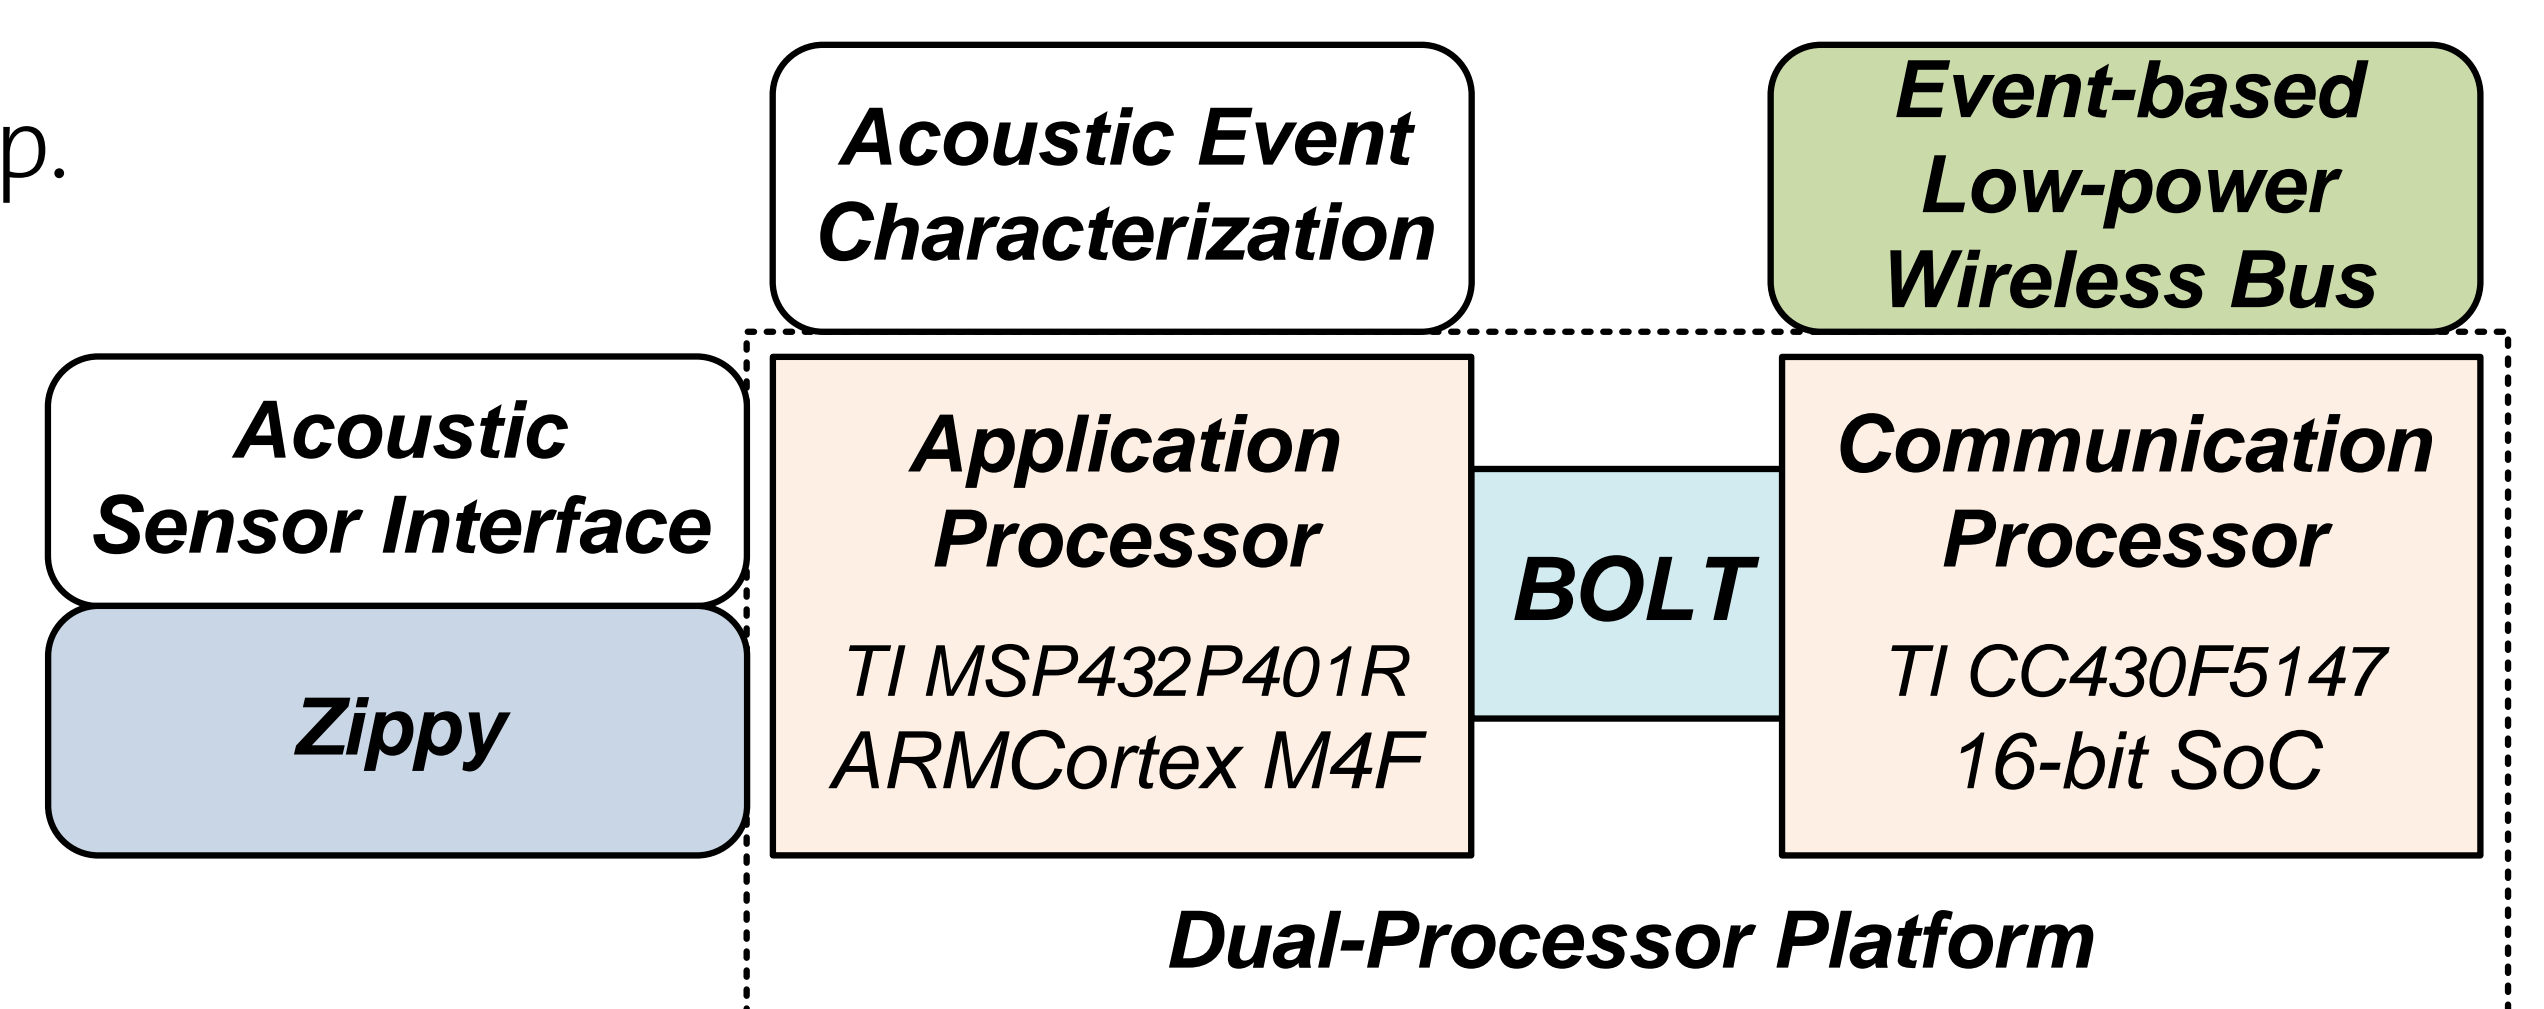 p.
Acoustic Event
Characterization
Event-based
Low-power
Wireless Bus
Acoustic
Sensor Interface
Zippy
Application
Processor
TI MSP432P401R
ARMCortex M4F
BOLT
Communication
Processor
TI CC430F5147
16-bit SoC
Dual-Processor Platform